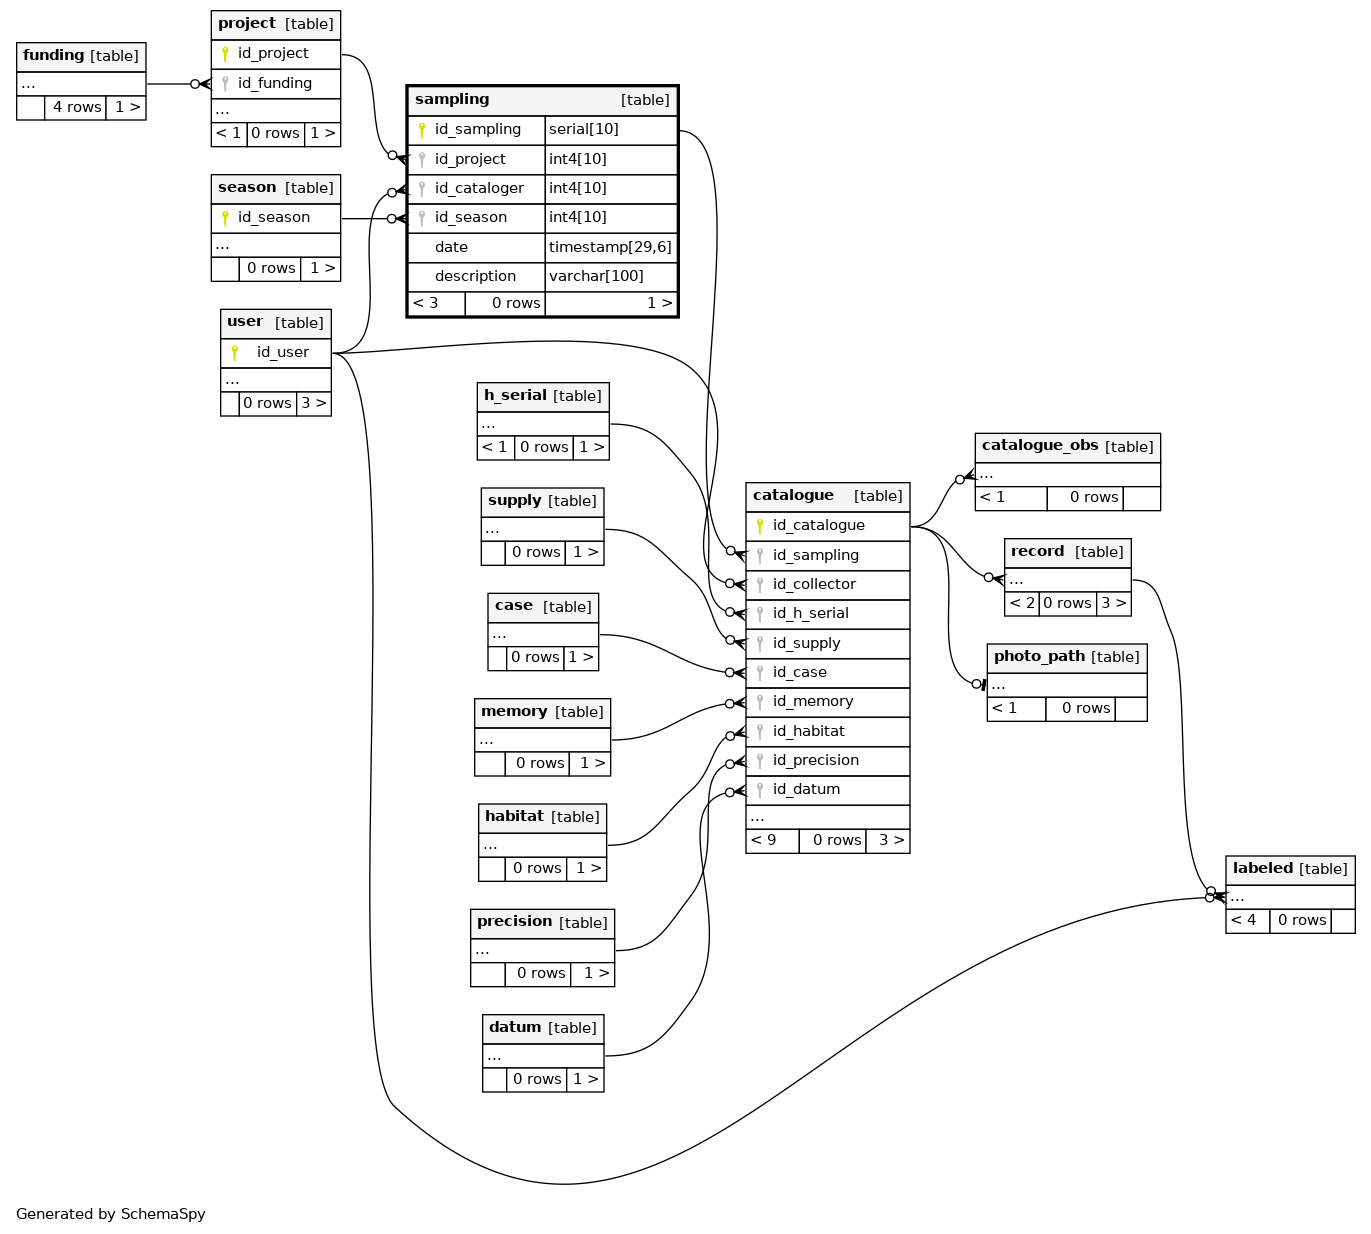 funding [table]
...
4 rows 1 >
project [table]
id_project
id_funding
...
< 1 0 rows 1 >
season [table]
id_season
...
0 rows 1 >
user [table]
id_user
...
0 rows 3 >
sampling [table]
id_sampling serial[10]
id_project int4[10]
id_cataloger int4[10]
id_season int4[10]
date timestamp[29,6]
description varchar[100]
< 3 0 rows 1 >
h_serial [table]
...
< 1 0 rows 1 >
supply [table]
...
0 rows 1 >
case [table]
...
0 rows 1 >
memory [table]
...
0 rows 1 >
habitat [table]
...
0 rows 1 >
precision [table]
...
0 rows 1 >
datum [table]
...
0 rows 1 >
catalogue [table]
id_catalogue
id_sampling
id_collector
id_h_serial
id_supply
id_case
id_memory
id_habitat
id_precision
id_datum
...
< 9 0 rows 3 >
catalogue_obs [table]
...
< 1 0 rows
record [table]
...
< 2 0 rows 3 >
photo_path [table]
...
< 1 0 rows
labeled [table]
...
< 4 0 rows
Generated by SchemaSpy